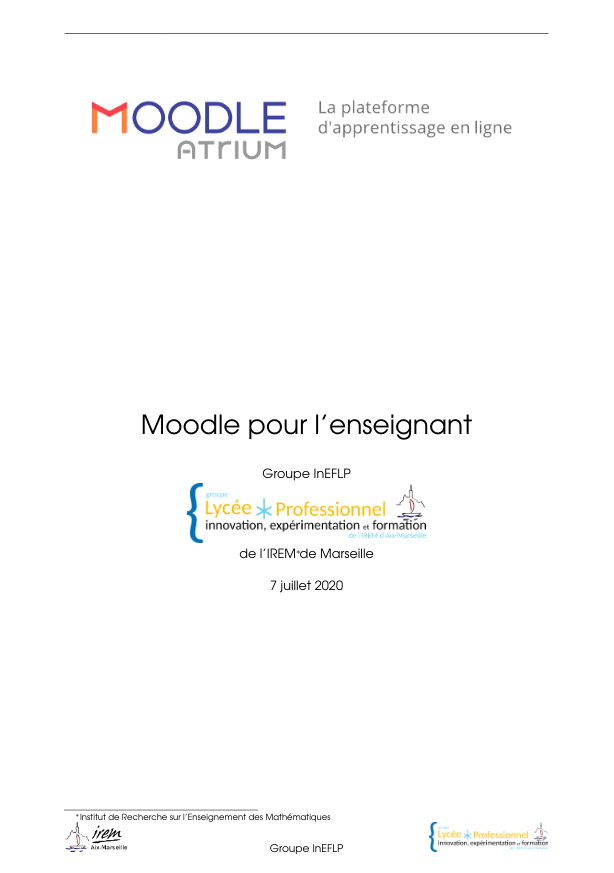 MOODLE
ATRIUM
La plateforme
d'apprentissage en ligne
Moodle pour l'enseignant
Groupe InEFLP
groupe
Lycée Professionnel
innovation, expérimentation et formation
de l'IREM d'Aix-Marseille
de l'IREM*de Marseille
7 juillet 2020
*Institut de Recherche sur l'Enseignement des Mathématiques
irem
Aix-Marseille
Groupe InEFLP
groupe
Lycée Professionnel
innovation, expérimentation et formation
de l'IREM d'Aix-Marseille